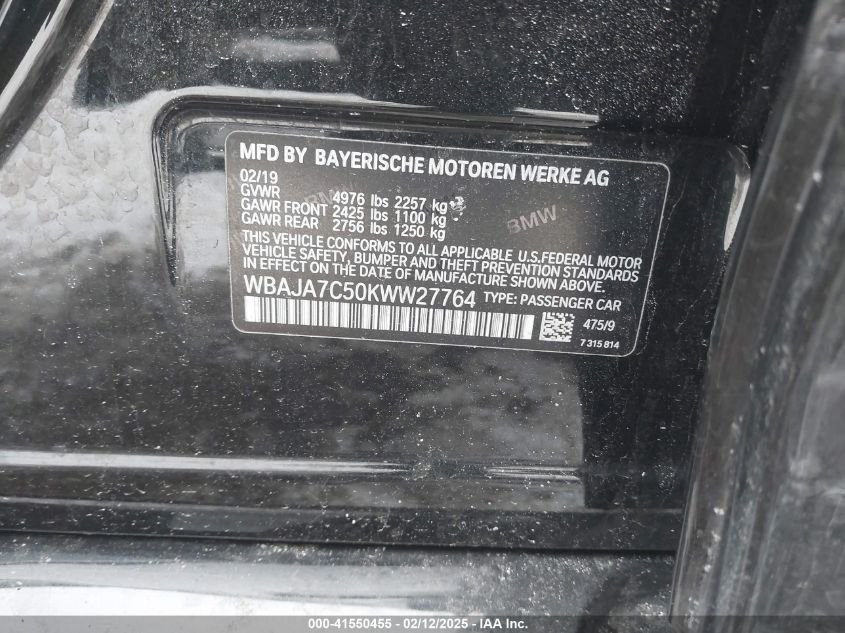 MFD BY BAYERISCHE MOTOREN WERKE AG
02/19
GVWR 4976 lbs 2257 kg
GAWR FRONT 2425 lbs 1100 kg
GAWR REAR 2756 lbs 1250 kg
BMW
BMW
THIS VEHICLE CONFORMS TO ALL APPLICABLE U.S.FEDERAL MOTOR
VEHICLE SAFETY, BUMPER AND THEFT PREVENTION STANDARDS
IN EFFECT ON THE DATE OF MANUFACTURE SHOWN ABOVE.
WBAJA7C50KWW27764 TYPE: PASSENGER CAR
475/9
7 315 814
000-41550455 - 02/12/2025 - IAA Inc.